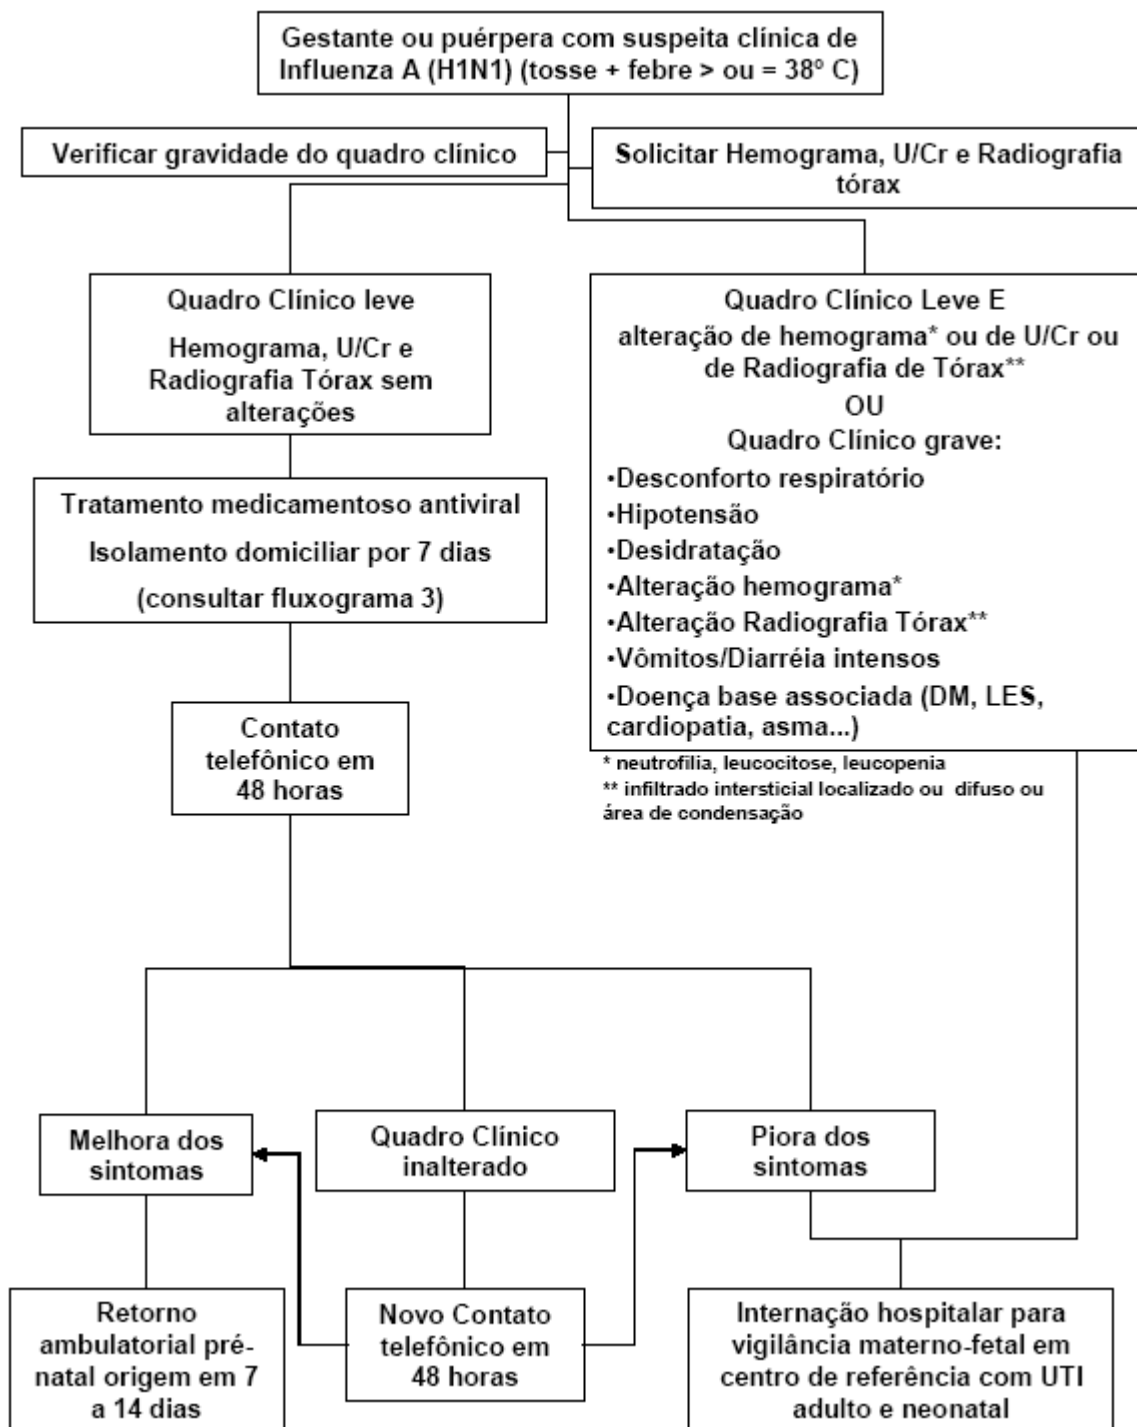 Gestante ou puérpera com suspeita clínica de
Influenza A (H1N1) (tosse + febre > ou = 38º C)
Verificar gravidade do quadro clínico
Solicitar Hemograma, U/Cr e Radiografia
tórax
Quadro Clínico leve
Hemograma, U/Cr e
Radiografia Tórax sem
alterações
Quadro Clínico Leve E
alteração de hemograma* ou de U/Cr ou
de Radiografia de Tórax**
OU
Quadro Clínico grave:
•Desconforto respiratório
•Hipotensão
•Desidratação
•Alteração hemograma*
•Alteração Radiografia Tórax**
•Vômitos/Diarréia intensos
•Doença base associada (DM, LES,
cardiopatia, asma...)
* neutrofilia, leucocitose, leucopenia
** infiltrado intersticial localizado ou difuso ou
área de condensação
Tratamento medicamentoso antiviral
Isolamento domiciliar por 7 dias
(consultar fluxograma 3)
Contato
telefônico em
48 horas
Melhora dos
sintomas
Quadro Clínico
inalterado
Piora dos
sintomas
Retorno
ambulatorial pré-
natal origem em 7
a 14 dias
Novo Contato
telefônico em
48 horas
Internação hospitalar para
vigilância materno-fetal em
centro de referência com UTI
adulto e neonatal